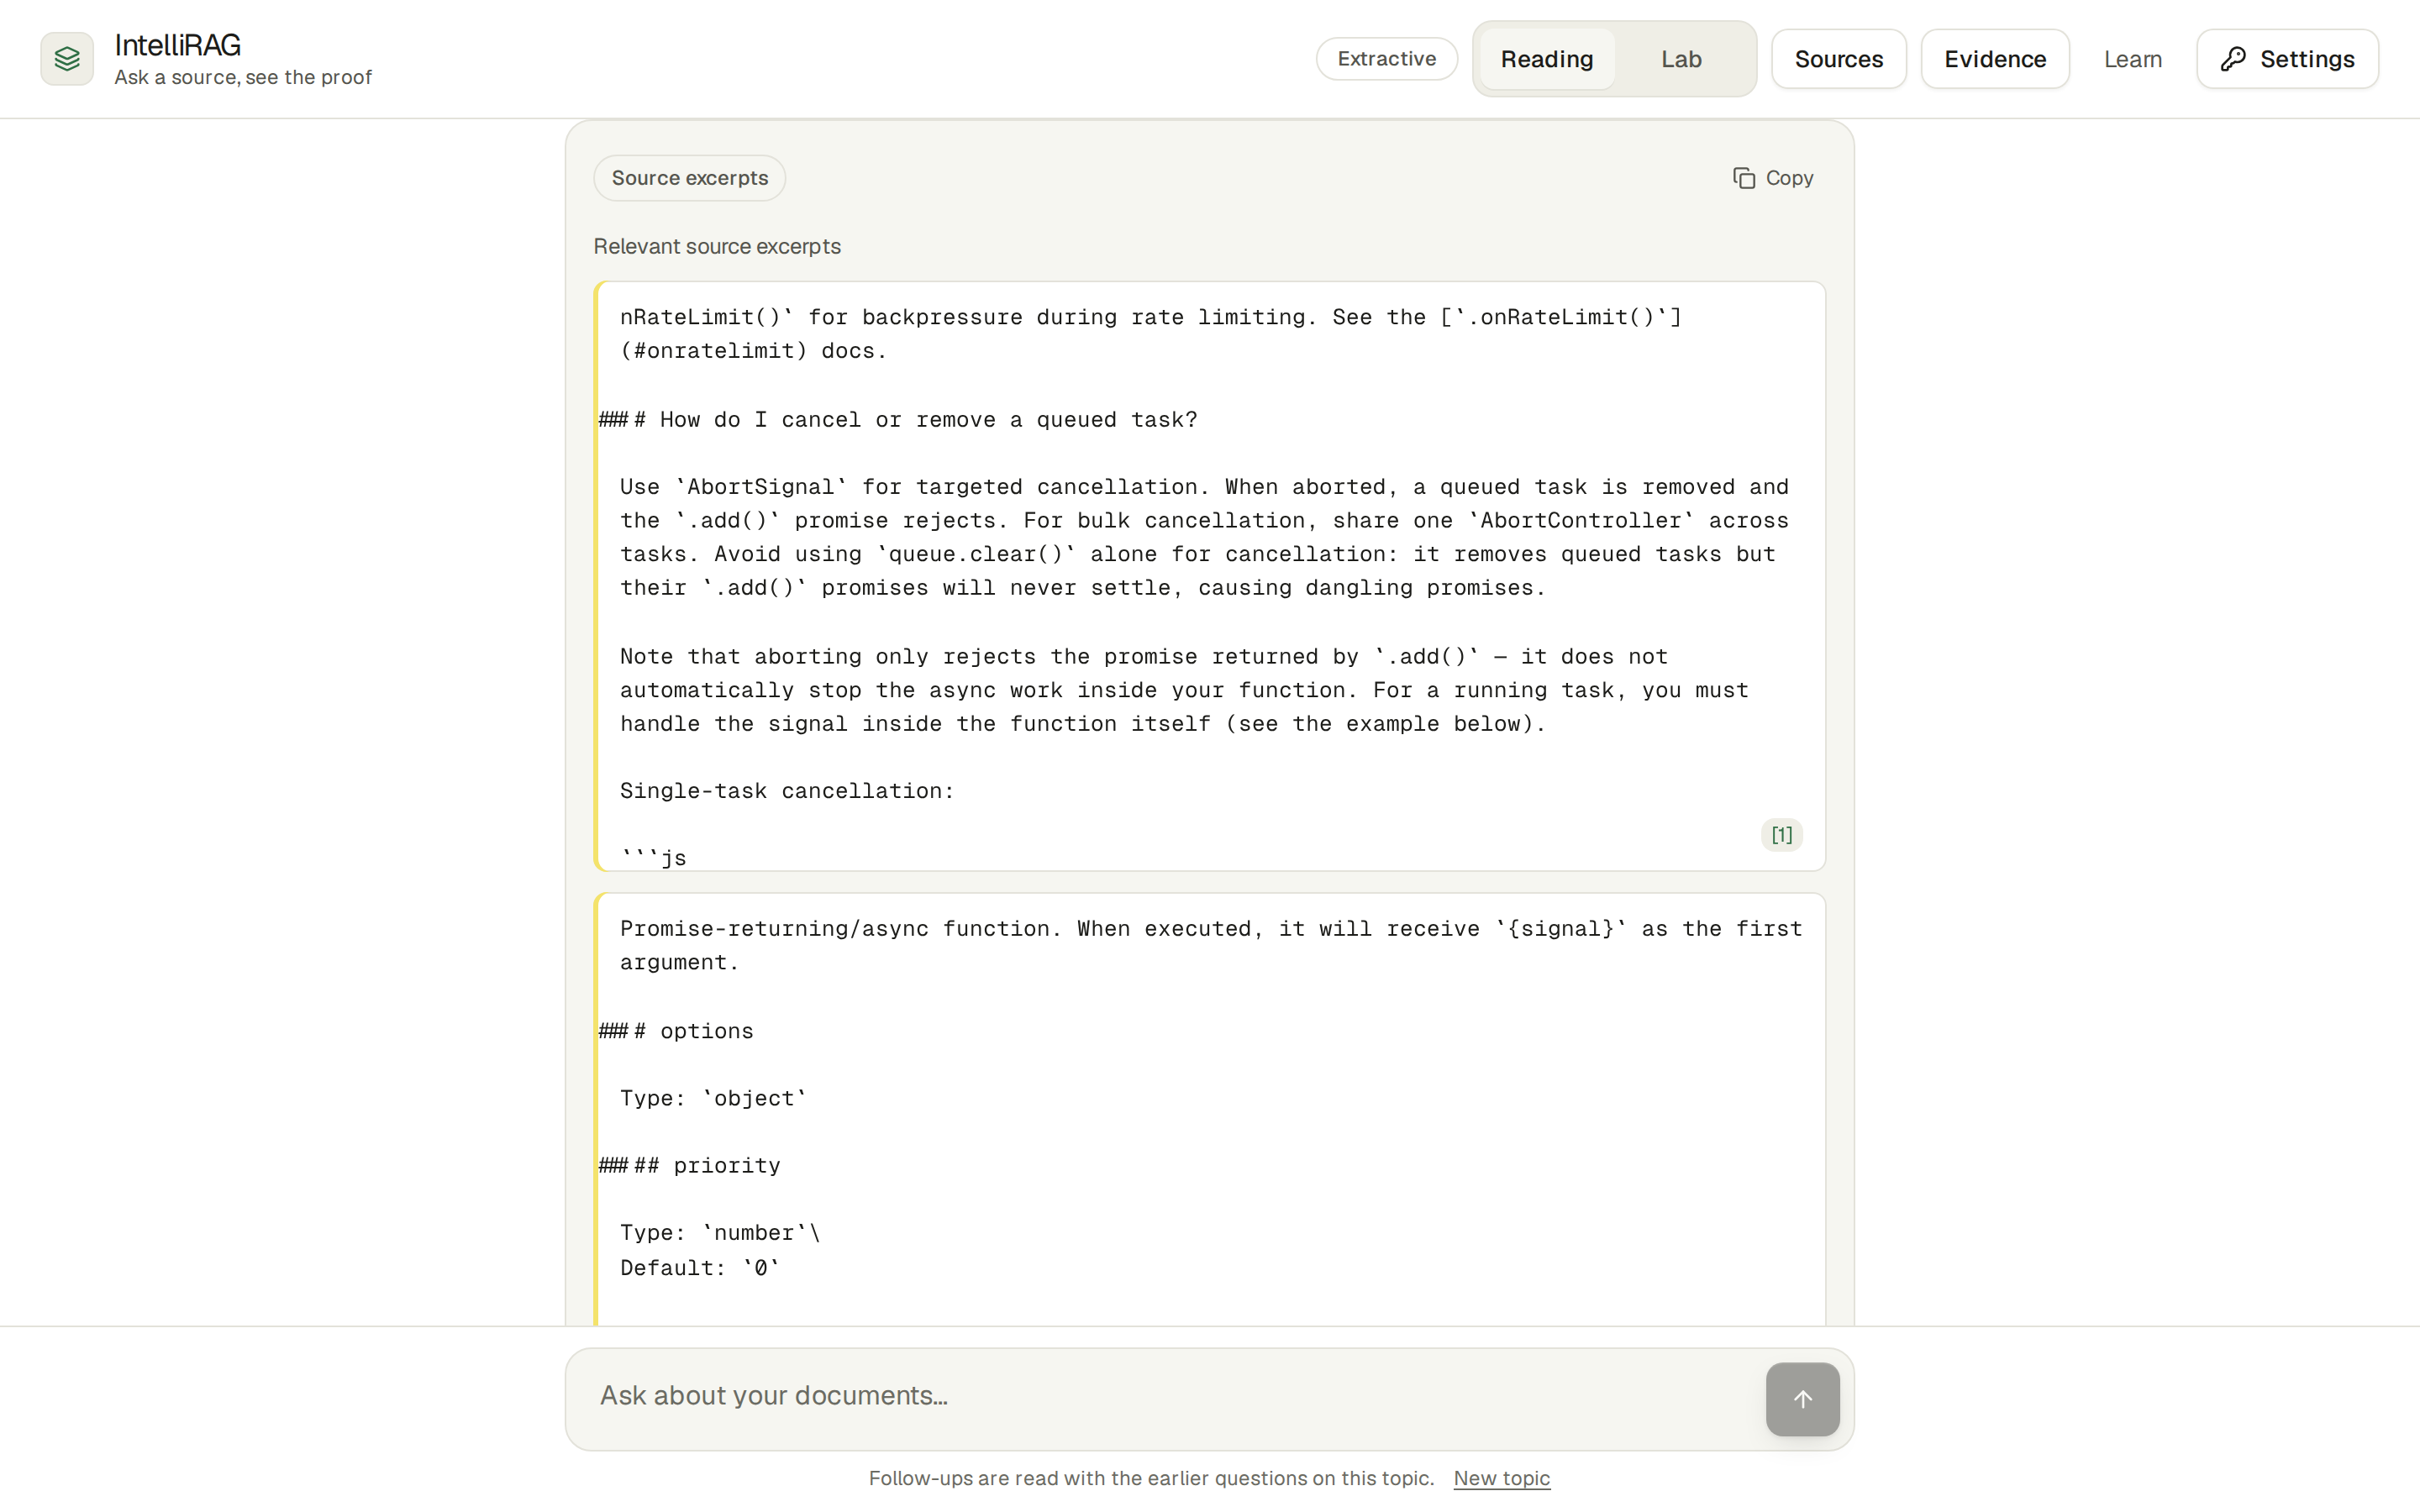 IntelliRAG
Ask a source, see the proof
Extractive
Reading
Lab
Sources
Evidence
Learn
Settings
Source excerpts
Copy
Relevant source excerpts
nRateLimit()` for backpressure during rate limiting. See the [`.onRateLimit()`]
(#onratelimit) docs.
#### How do I cancel or remove a queued task?
Use `AbortSignal` for targeted cancellation. When aborted, a queued task is removed and
the `.add()` promise rejects. For bulk cancellation, share one `AbortController` across
tasks. Avoid using `queue.clear()` alone for cancellation: it removes queued tasks but
their `.add()` promises will never settle, causing dangling promises.
Note that aborting only rejects the promise returned by `.add()` — it does not
automatically stop the async work inside your function. For a running task, you must
handle the signal inside the function itself (see the example below).
Single-task cancellation:
[1]
```js
Promise-returning/async function. When executed, it will receive `{signal}` as the first
argument.
#### options
Type: `object`
##### priority
Type: `number`\
Default: `0`
Ask about your documents...
Follow-ups are read with the earlier questions on this topic. New topic